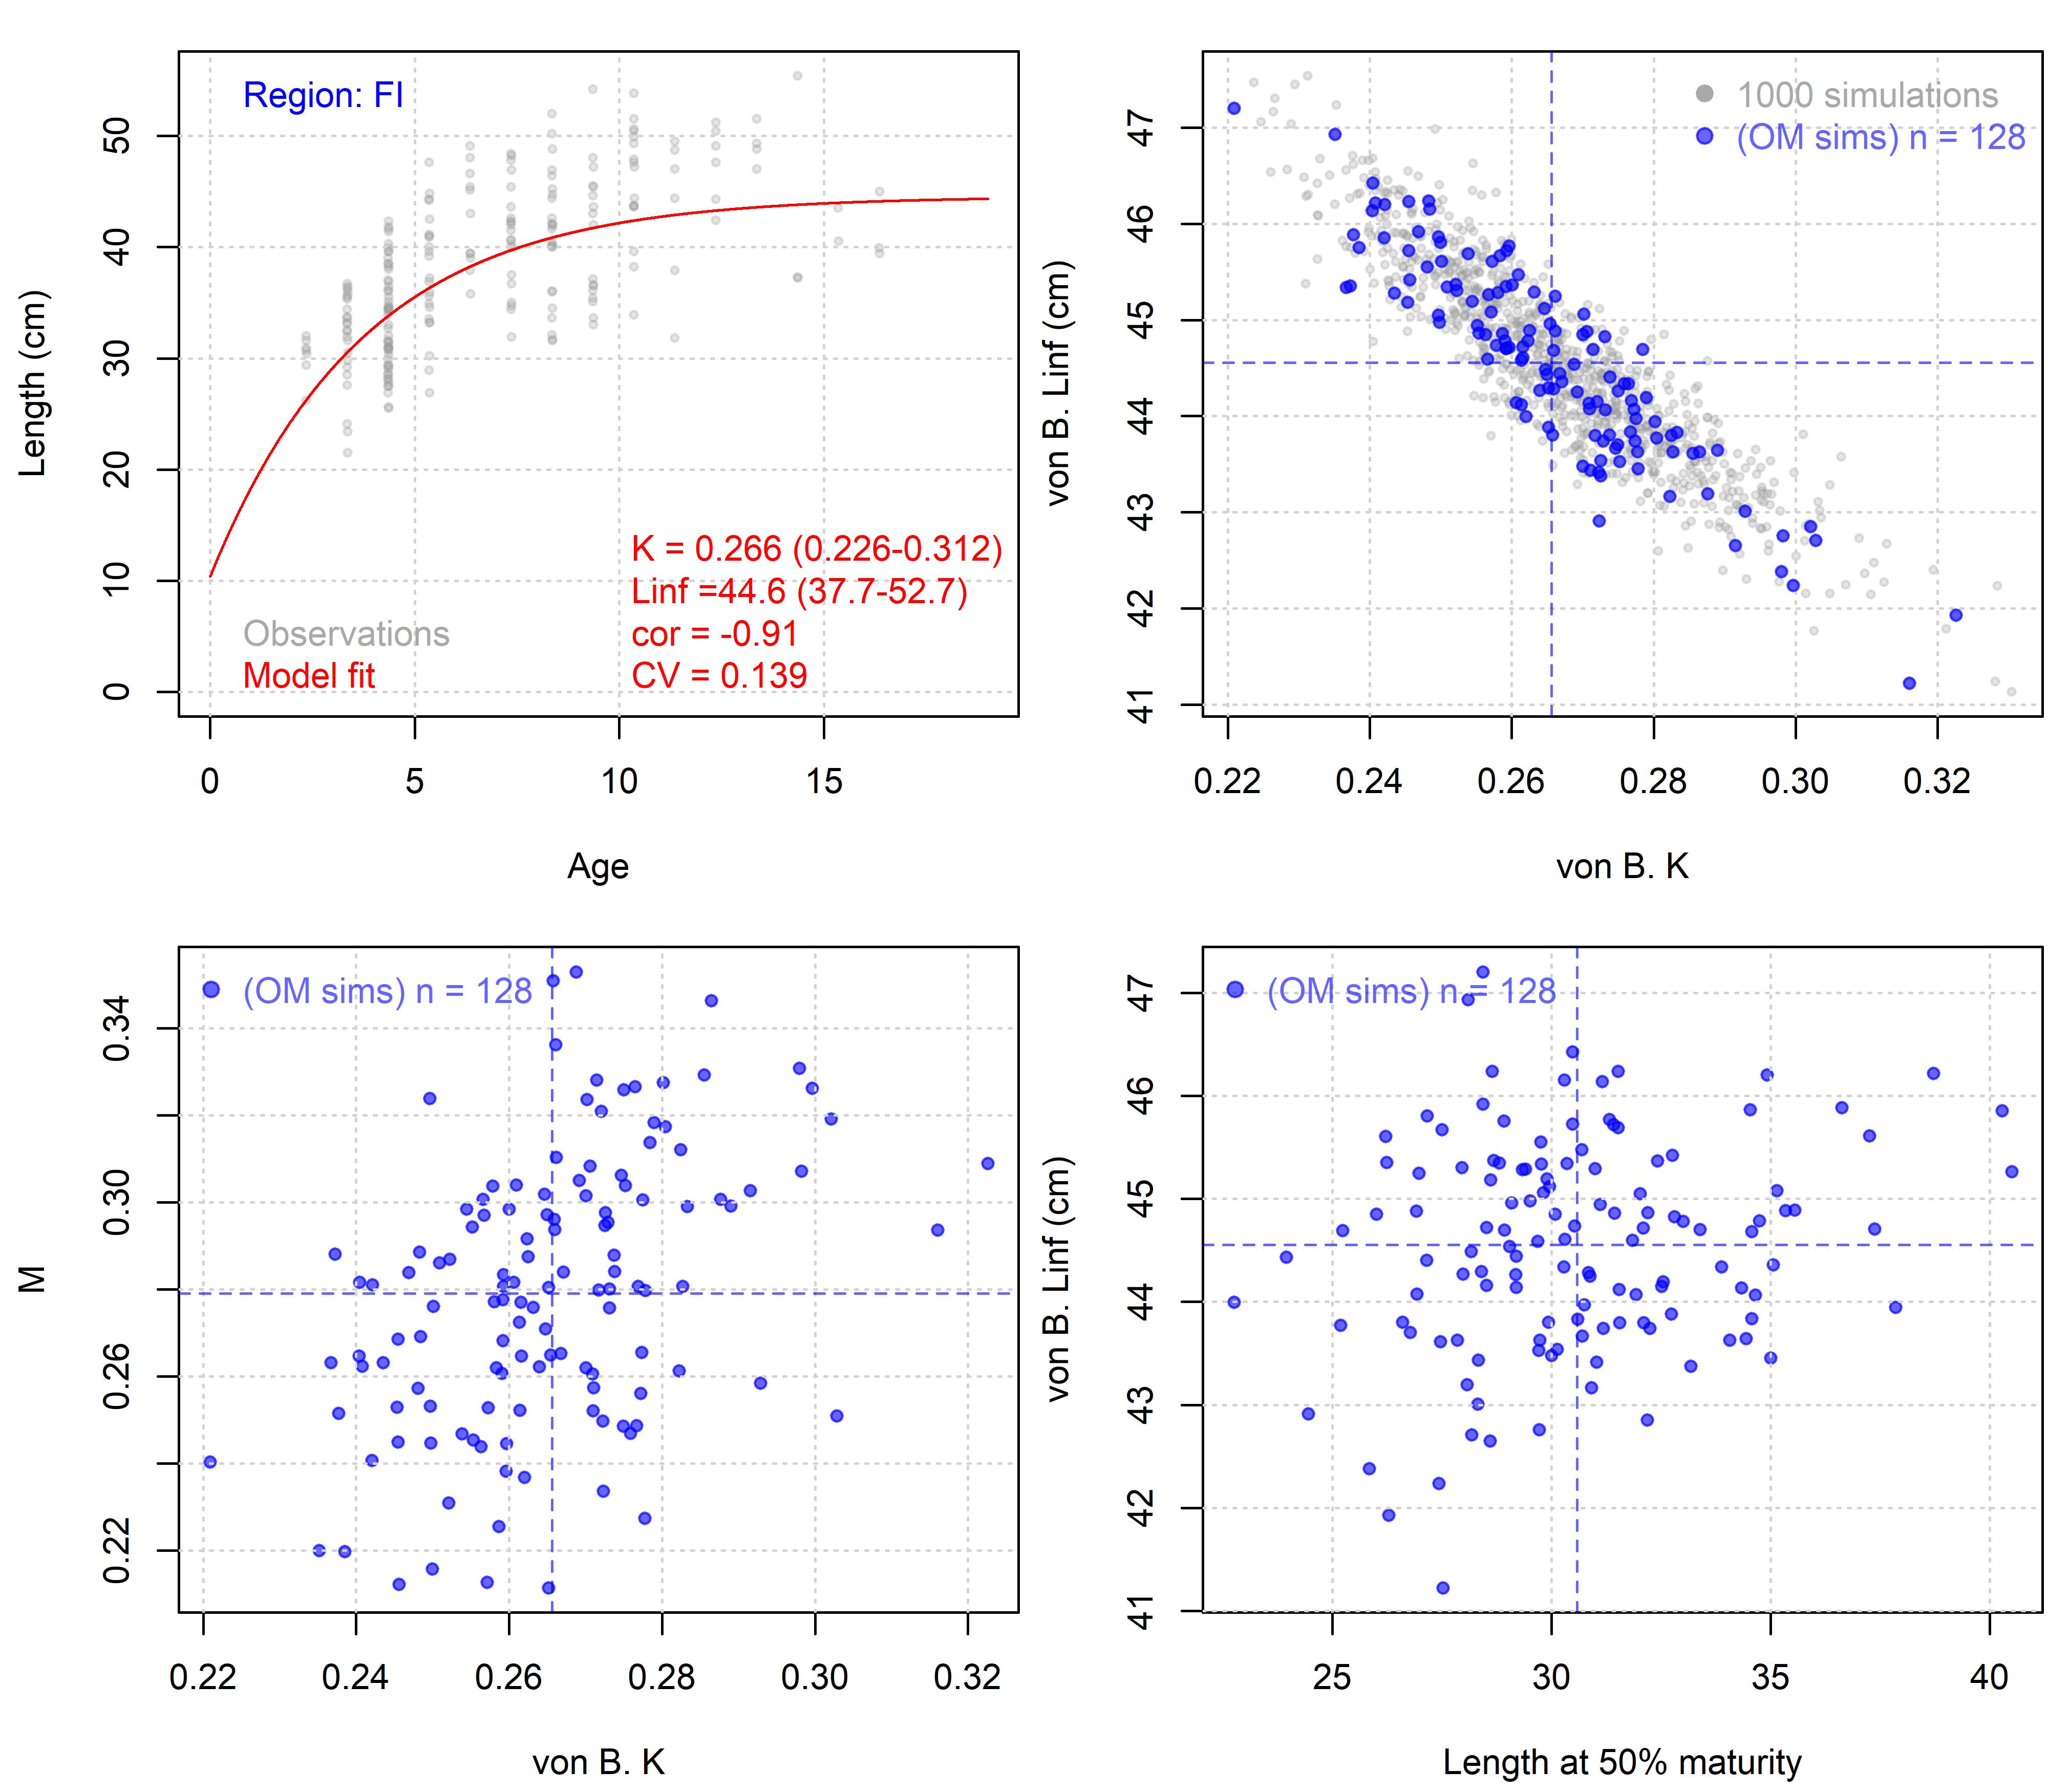 Region: FI
Length (cm)
50
40
30
20
10
0
K = 0.266 (0.226-0.312)
Linf =44.6 (37.7-52.7)
Observations
cor = -0.91
Model fit
CV = 0.139
0 5 10 15
Age
1000 simulations
(OM sims) n = 128
von B. Linf (cm)
47
46
45
44
43
42
41
0.22 0.24 0.26 0.28 0.30 0.32
von B. K
(OM sims) n = 128
M
0.34
0.30
0.26
0.22
0.22 0.24 0.26 0.28 0.30 0.32
von B. K
(OM sims) n = 128
von B. Linf (cm)
47
46
45
44
43
42
41
25 30 35 40
Length at 50% maturity